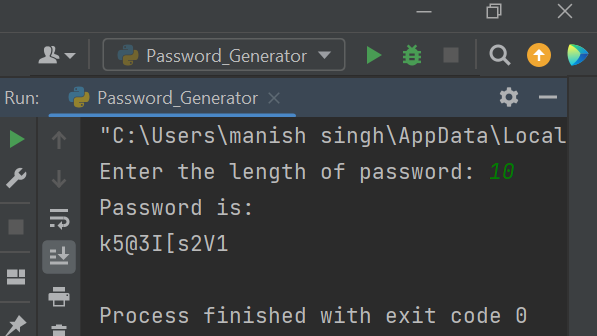 Password_Generator
Run: Password_Generator
"C:\Users\manish singh\AppData\Local
Enter the length of password: 10
Password is:
k5@3I[s2V1
Process finished with exit code 0